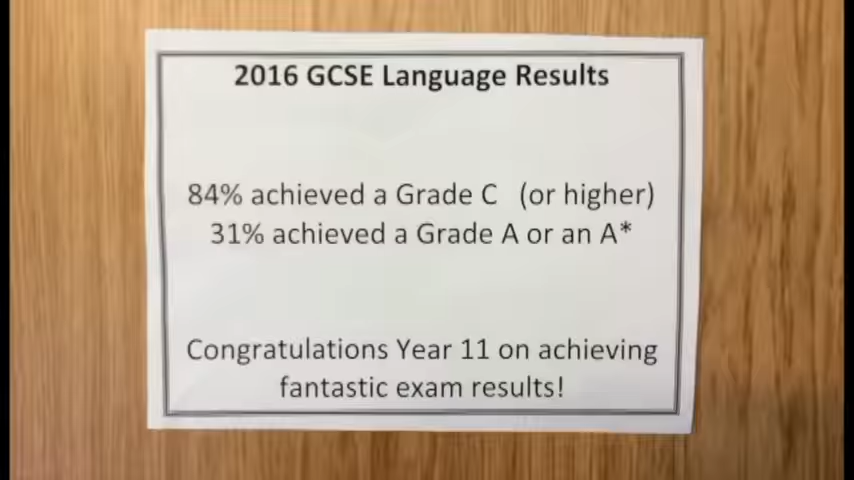 2016 GCSE Language Results
84% achieved a Grade C (or higher)
31% achieved a Grade A or an A*
Congratulations Year 11 on achieving
fantastic exam results!